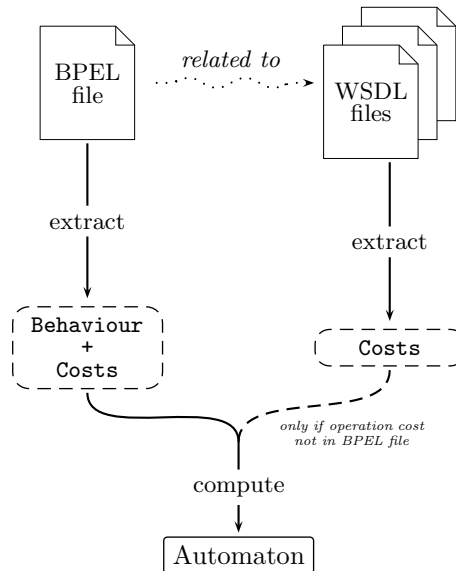 related to
BPEL
file
WSDL
files
extract
extract
Behaviour
+
Costs
Costs
only if operation cost
not in BPEL file
compute
Automaton